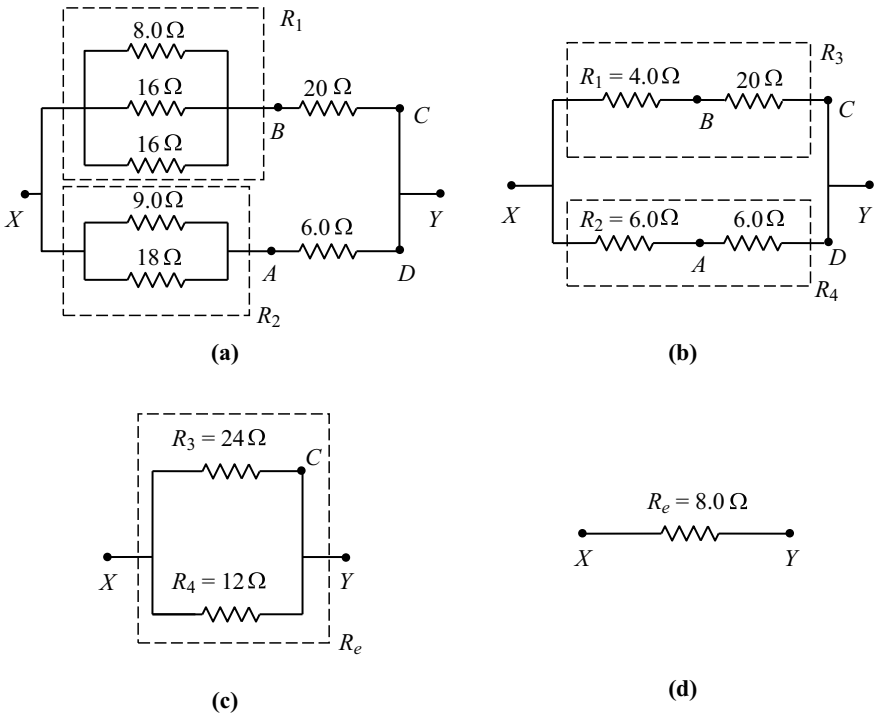 8.0 Ω
R1
16 Ω
20 Ω
B
C
16 Ω
X
9.0 Ω
Y
6.0 Ω
18 Ω
A
D
R2
(a)
R3
R1 = 4.0 Ω
20 Ω
B
C
X
Y
R2 = 6.0 Ω
6.0 Ω
A
D
R4
(b)
R3 = 24 Ω
C
X
R4 = 12 Ω
Y
Re
(c)
Re = 8.0 Ω
X
Y
(d)